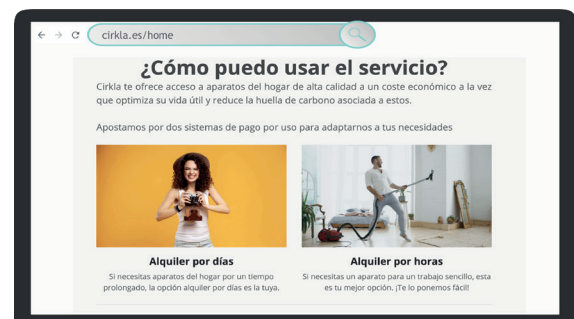 cirkla.es/home
¿Cómo puedo usar el servicio?
Cirkla te ofrece acceso a aparatos del hogar de alta calidad a un coste económico a la vez
que optimiza su vida útil y reduce la huella de carbono asociada a estos.
Apostamos por dos sistemas de pago por uso para adaptarnos a tus necesidades
Alquiler por días
Si necesitas aparatos del hogar por un tiempo
prolongado, la opción alquiler por días es la tuya.
Alquiler por horas
Si necesitas un aparato para un trabajo sencillo, esta
es tu mejor opción. ¡Te lo ponemos fácil!